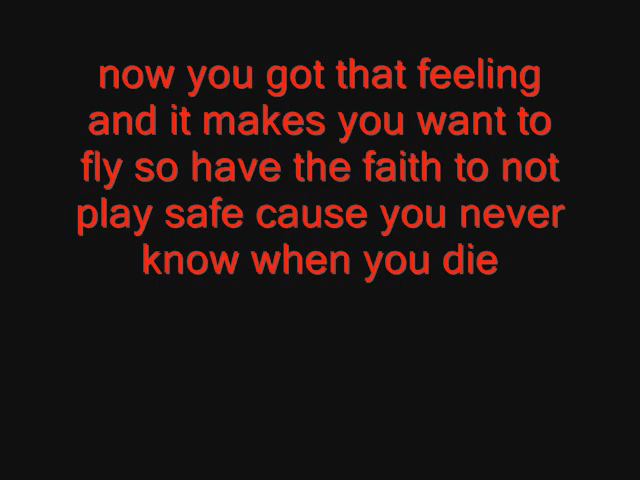 now you got that feeling
and it makes you want to
fly so have the faith to not
play safe cause you never
know when you die